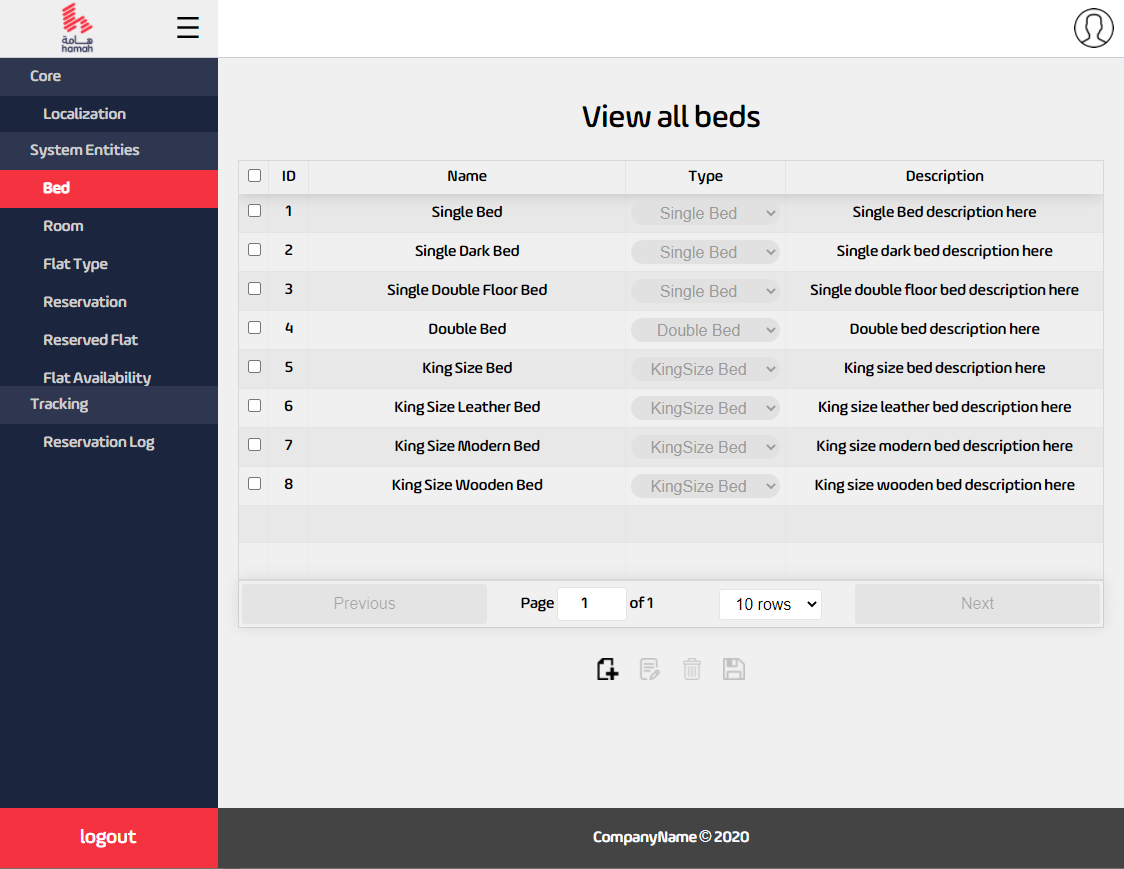 هامة
hamah
Core
Localization
System Entities
Bed
Room
Flat Type
Reservation
Reserved Flat
Flat Availability
Tracking
Reservation Log
logout
View all beds
ID Name Type Description
1 Single Bed Single Bed Single Bed description here
2 Single Dark Bed Single Bed Single dark bed description here
3 Single Double Floor Bed Single Bed Single double floor bed description here
4 Double Bed Double Bed Double bed description here
5 King Size Bed KingSize Bed King size bed description here
6 King Size Leather Bed KingSize Bed King size leather bed description here
7 King Size Modern Bed KingSize Bed King size modern bed description here
8 King Size Wooden Bed KingSize Bed King size wooden bed description here
Previous Page 1 of 1 10 rows Next
CompanyName © 2020